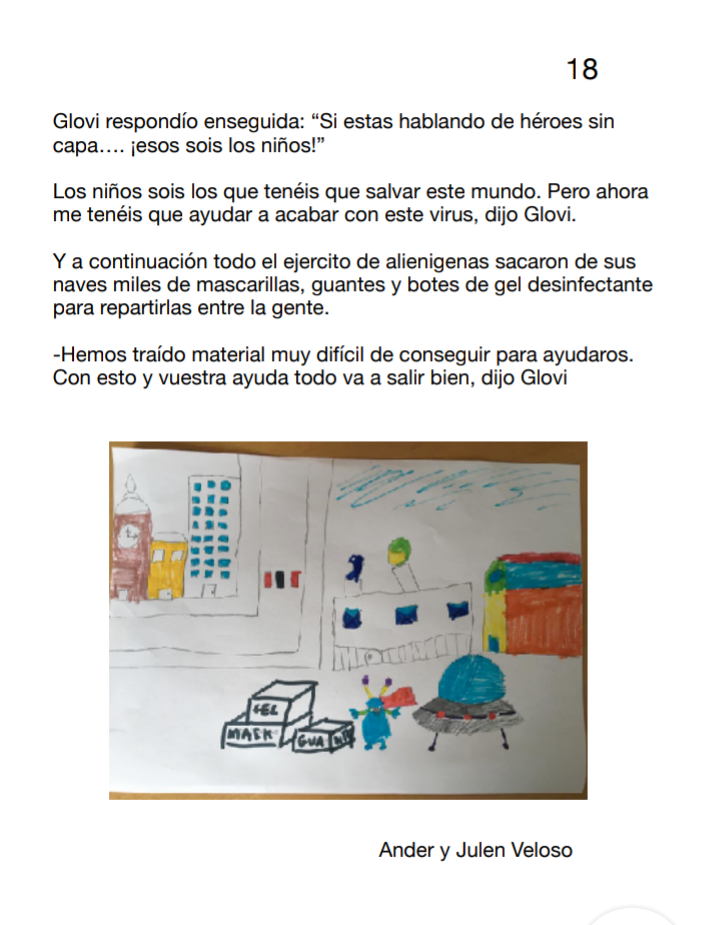 18
Glovi respondío enseguida: “Si estas hablando de héroes sin
capa…. ¡esos sois los niños!”
Los niños sois los que tenéis que salvar este mundo. Pero ahora
me tenéis que ayudar a acabar con este virus, dijo Glovi.
Y a continuación todo el ejercito de alienigenas sacaron de sus
naves miles de mascarillas, guantes y botes de gel desinfectante
para repartirlas entre la gente.
-Hemos traído material muy difícil de conseguir para ayudaros.
Con esto y vuestra ayuda todo va a salir bien, dijo Glovi
GEL
MASK
GUA
Ander y Julen Veloso